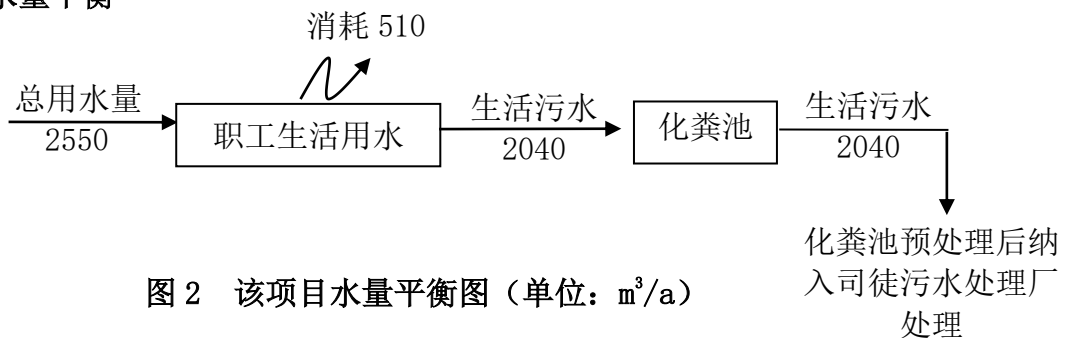 水量平衡
消耗 510
总用水量
2550
职工生活用水
生活污水
2040
化粪池
生活污水
2040
化粪池预处理后纳
入司徒污水处理厂
处理
图 2 该项目水量平衡图（单位：m³/a）